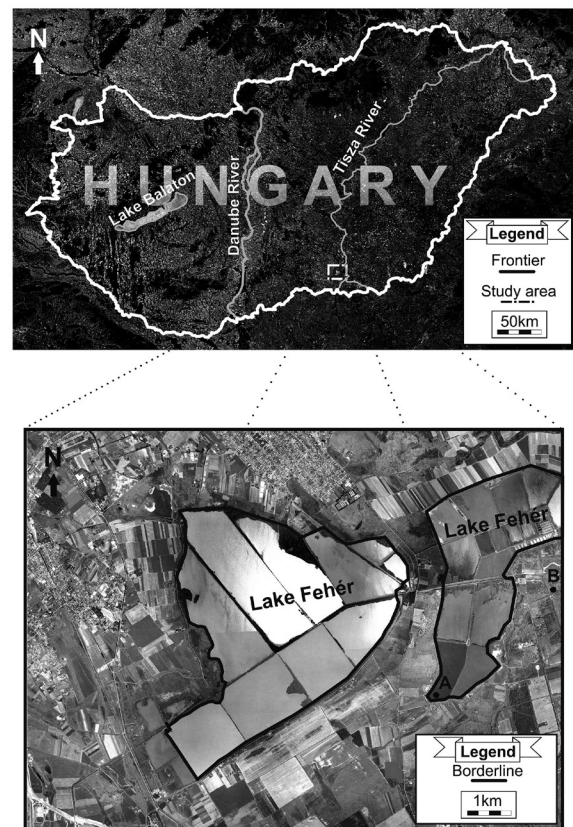 N
HUNGARY
Lake Balaton
Danube River
Tisza River
Legend
Frontier
Study area
50km
N
Lake Fehér
Lake Fehér
B
A
Legend
Borderline
1km